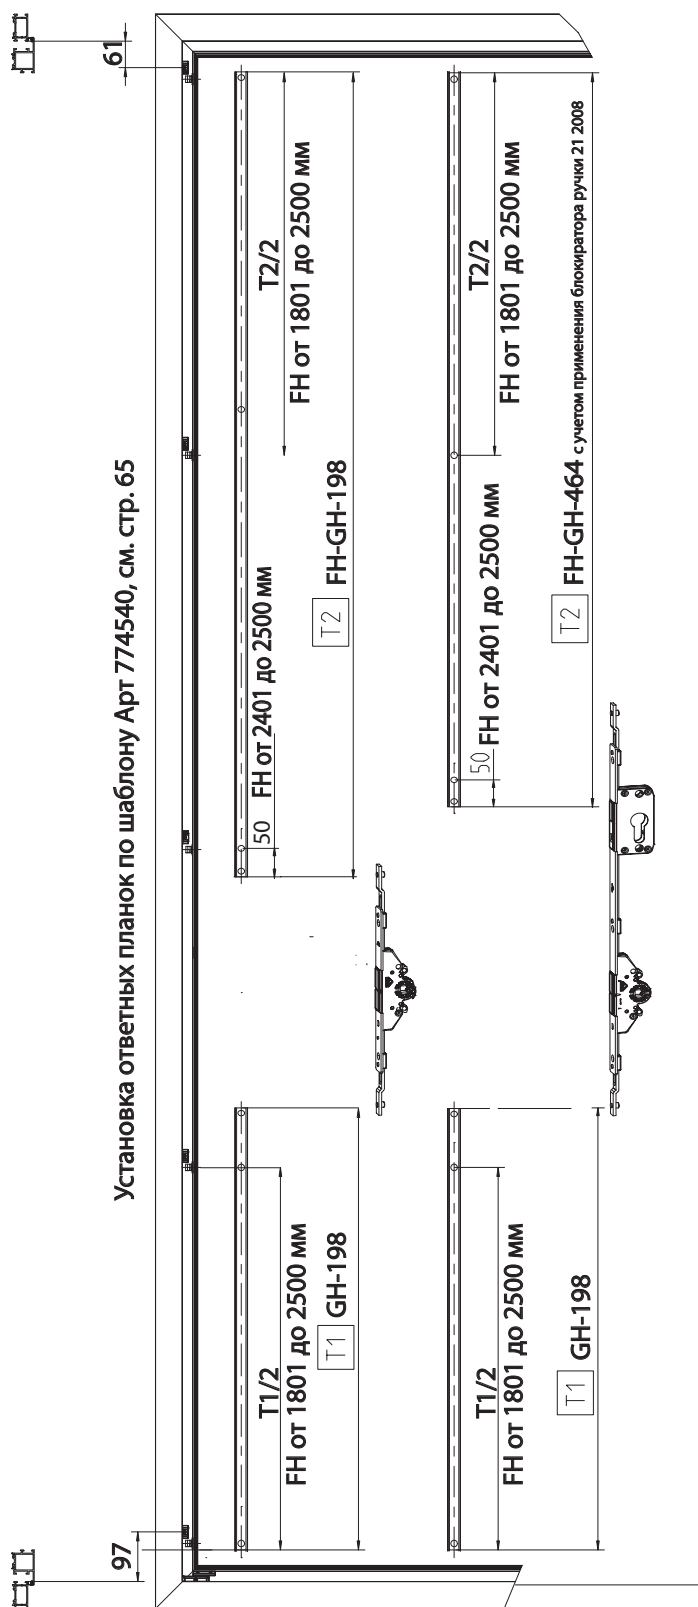 Установка ответных планок по шаблону Арт 774540, см. стр. 65
97
61
T1/2
FH от 1801 до 2500 мм
T1 GH-198
50 FH от 2401 до 2500 мм
T2/2
FH от 1801 до 2500 мм
T2 FH-GH-198
T1/2
FH от 1801 до 2500 мм
T1 GH-198
50 FH от 2401 до 2500 мм
T2/2
FH от 1801 до 2500 мм
T2 FH-GH-464 с учетом применения блокиратора ручки 21 2008